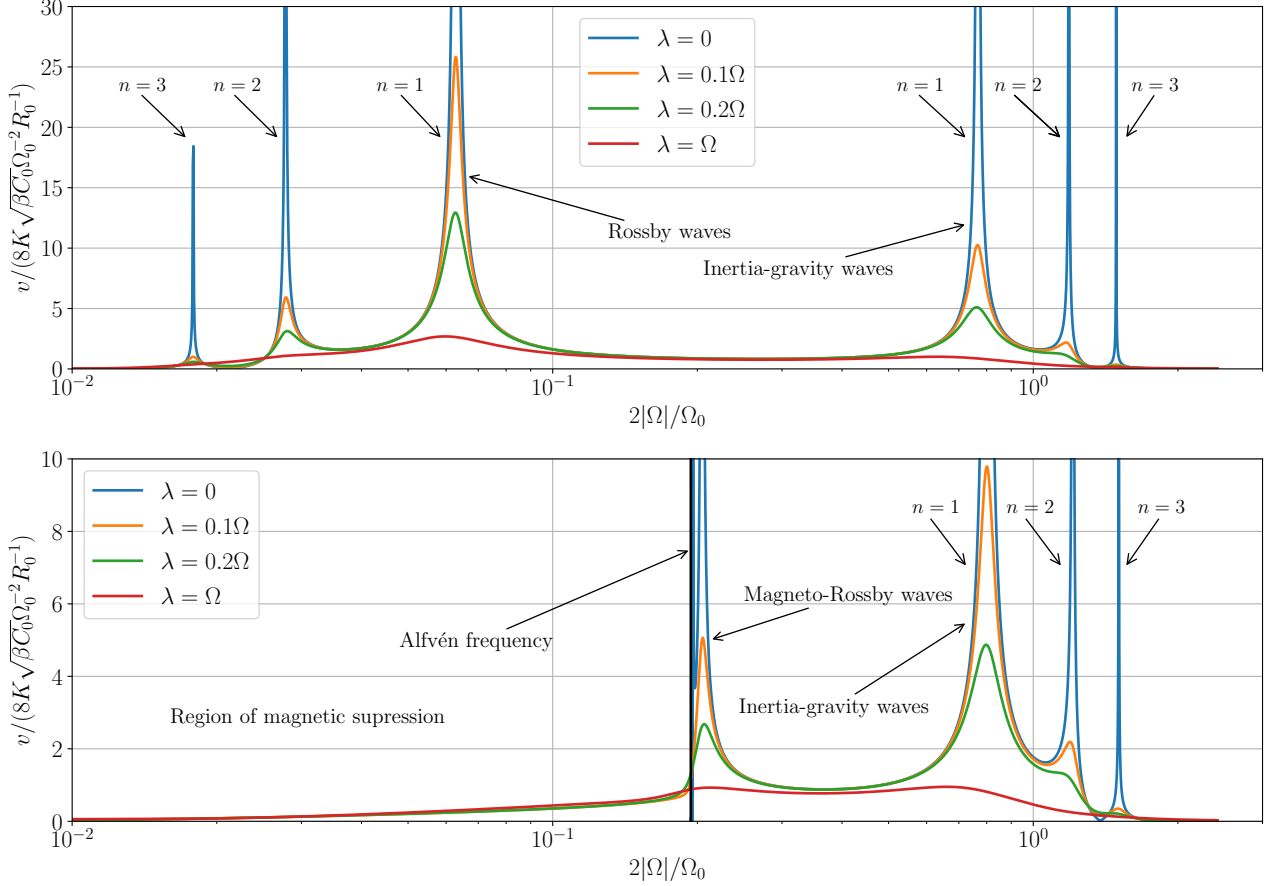 30
25
20
15
10
5
0
v/(8K√βC₀Ω₀⁻²R₀⁻¹)
n = 3
n = 2
n = 1
λ = 0
λ = 0.1Ω
λ = 0.2Ω
λ = Ω
n = 1
n = 2
n = 3
Rossby waves
Inertia-gravity waves
10⁻²
10⁻¹
10⁰
2|Ω|/Ω₀
10
8
6
4
2
0
v/(8K√βC₀Ω₀⁻²R₀⁻¹)
λ = 0
λ = 0.1Ω
λ = 0.2Ω
λ = Ω
n = 1
n = 2
n = 3
Magneto-Rossby waves
Alfvén frequency
Inertia-gravity waves
Region of magnetic supression
10⁻²
10⁻¹
10⁰
2|Ω|/Ω₀